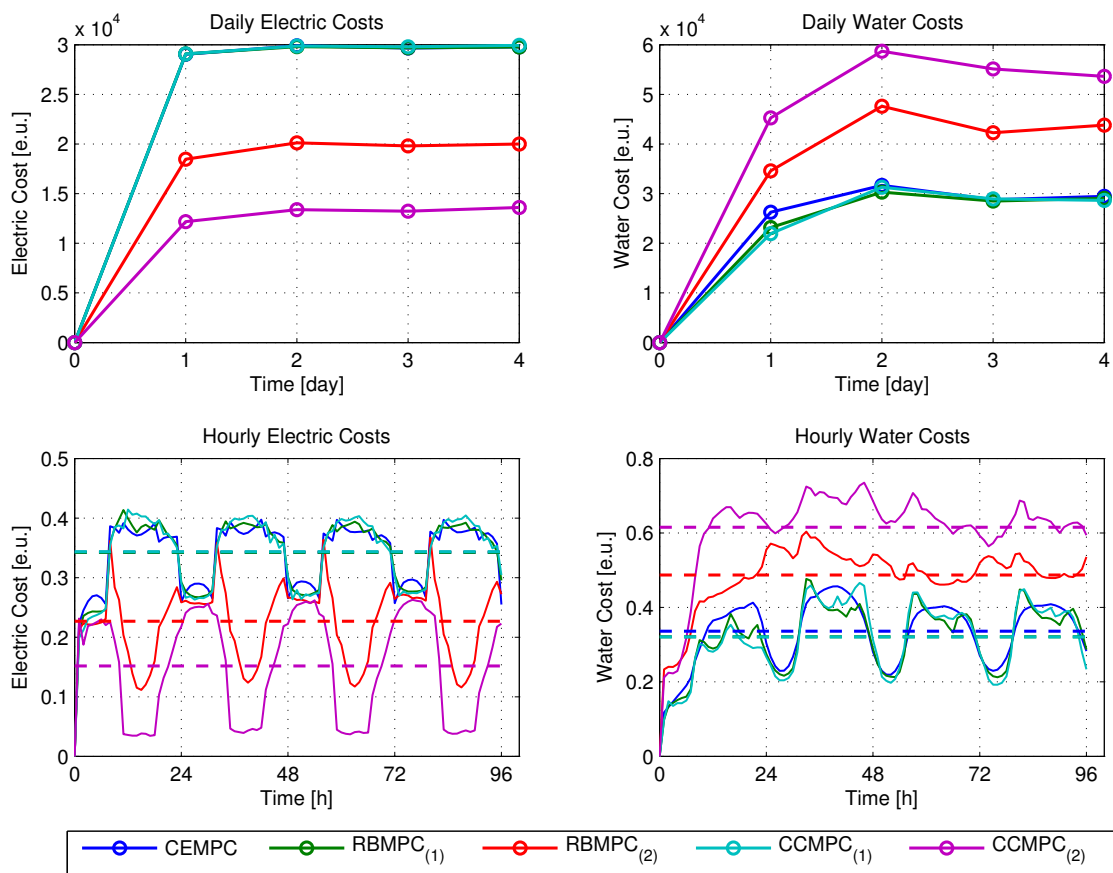 Daily Electric Costs
x 10^4
3
2.5
2
1.5
1
0.5
0
Electric Cost [e.u.]
0 1 2 3 4
Time [day]
Daily Water Costs
x 10^4
6
5
4
3
2
1
0
Water Cost [e.u.]
0 1 2 3 4
Time [day]
Hourly Electric Costs
0.5
0.4
0.3
0.2
0.1
0
Electric Cost [e.u.]
0 24 48 72 96
Time [h]
Hourly Water Costs
0.8
0.6
0.4
0.2
0
Water Cost [e.u.]
0 24 48 72 96
Time [h]
CEMPC RBMPC(1) RBMPC(2) CCMPC(1) CCMPC(2)